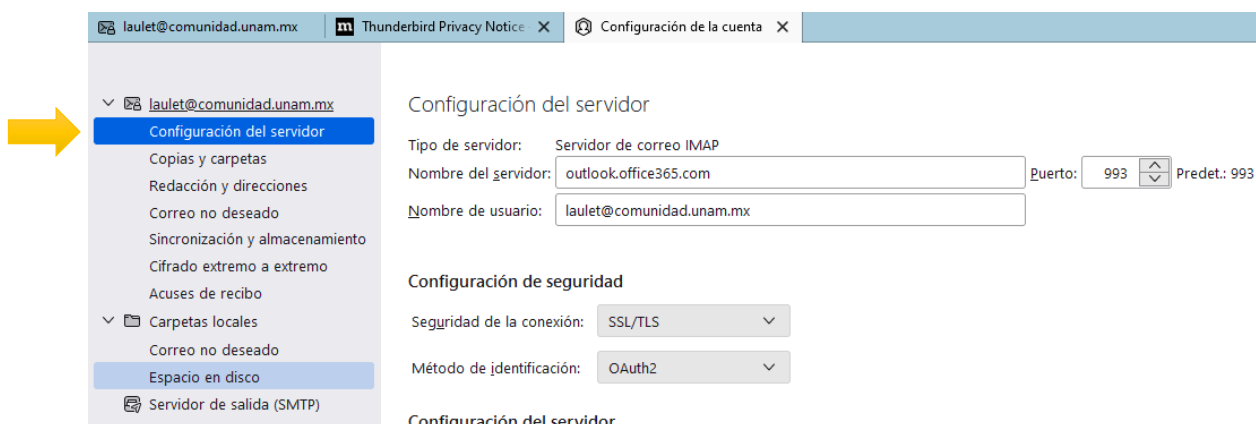 laulet@comunidad.unam.mx
m Thunderbird Privacy Notice
Configuración de la cuenta
laulet@comunidad.unam.mx
Configuración del servidor
Copias y carpetas
Redacción y direcciones
Correo no deseado
Sincronización y almacenamiento
Cifrado extremo a extremo
Acuses de recibo
Carpetas locales
Correo no deseado
Espacio en disco
Servidor de salida (SMTP)
Configuración del servidor
Tipo de servidor: Servidor de correo IMAP
Nombre del servidor: outlook.office365.com Puerto: 993 Predet.: 993
Nombre de usuario: laulet@comunidad.unam.mx
Configuración de seguridad
Seguridad de la conexión: SSL/TLS
Método de identificación: OAuth2
Configuración del servidor